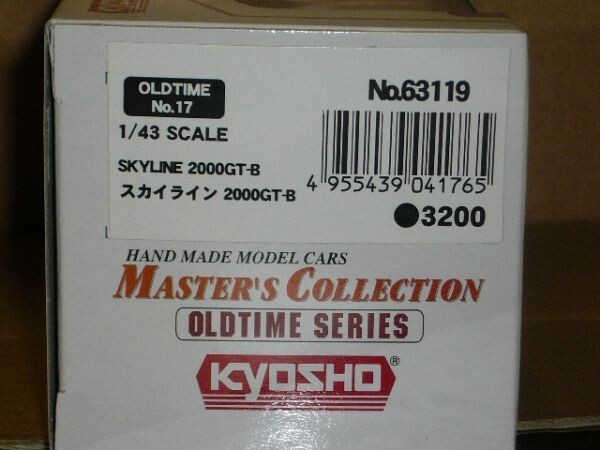 OLDTIME
No.17
No.63119
1/43 SCALE
SKYLINE 2000GT-B
スカイライン 2000GT-B
4 955439 041765
●3200
HAND MADE MODEL CARS
MASTER'S COLLECTION
OLDTIME SERIES
KYOSHO®